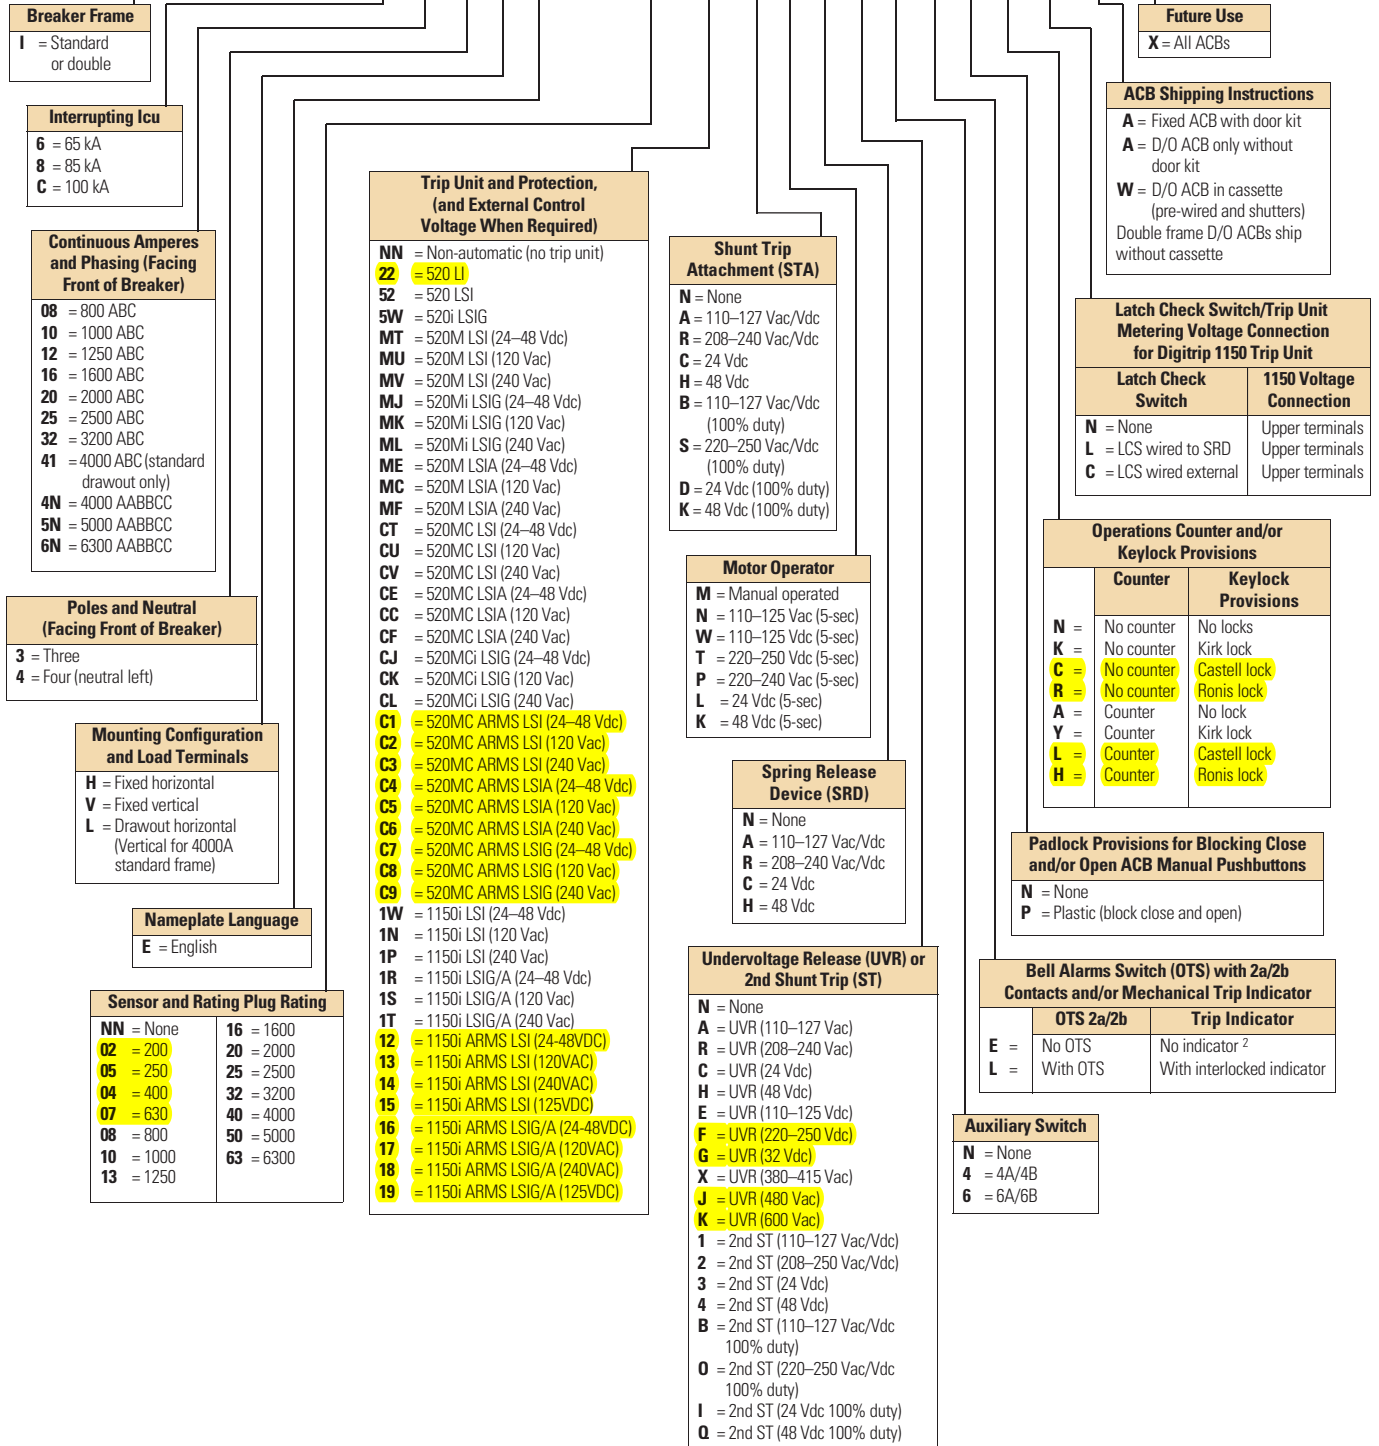 Breaker Frame
I = Standard
or double
Interrupting Icu
6 = 65 kA
8 = 85 kA
C = 100 kA
Continuous Amperes
and Phasing (Facing
Front of Breaker)
08 = 800 ABC
10 = 1000 ABC
12 = 1250 ABC
16 = 1600 ABC
20 = 2000 ABC
25 = 2500 ABC
32 = 3200 ABC
41 = 4000 ABC (standard
drawout only)
4N = 4000 AABBCC
5N = 5000 AABBCC
6N = 6300 AABBCC
Poles and Neutral
(Facing Front of Breaker)
3 = Three
4 = Four (neutral left)
Mounting Configuration
and Load Terminals
H = Fixed horizontal
V = Fixed vertical
L = Drawout horizontal
(Vertical for 4000A
standard frame)
Nameplate Language
E = English
Sensor and Rating Plug Rating
NN = None
02 = 200
05 = 250
04 = 400
07 = 630
08 = 800
10 = 1000
13 = 1250
16 = 1600
20 = 2000
25 = 2500
32 = 3200
40 = 4000
50 = 5000
63 = 6300
Trip Unit and Protection,
(and External Control
Voltage When Required)
NN = Non-automatic (no trip unit)
22 = 520 LI
52 = 520 LSI
5W = 520i LSIG
MT = 520M LSI (24–48 Vdc)
MU = 520M LSI (120 Vac)
MV = 520M LSI (240 Vac)
MJ = 520Mi LSIG (24–48 Vdc)
MK = 520Mi LSIG (120 Vac)
ML = 520Mi LSIG (240 Vac)
ME = 520M LSIA (24–48 Vdc)
MC = 520M LSIA (120 Vac)
MF = 520M LSIA (240 Vac)
CT = 520MC LSI (24–48 Vdc)
CU = 520MC LSI (120 Vac)
CV = 520MC LSI (240 Vac)
CE = 520MC LSIA (24–48 Vdc)
CC = 520MC LSIA (120 Vac)
CF = 520MC LSIA (240 Vac)
CJ = 520MCi LSIG (24–48 Vdc)
CK = 520MCi LSIG (120 Vac)
CL = 520MCi LSIG (240 Vac)
C1 = 520MC ARMS LSI (24–48 Vdc)
C2 = 520MC ARMS LSI (120 Vac)
C3 = 520MC ARMS LSI (240 Vac)
C4 = 520MC ARMS LSIA (24–48 Vdc)
C5 = 520MC ARMS LSIA (120 Vac)
C6 = 520MC ARMS LSIA (240 Vac)
C7 = 520MC ARMS LSIG (24–48 Vdc)
C8 = 520MC ARMS LSIG (120 Vac)
C9 = 520MC ARMS LSIG (240 Vac)
1W = 1150i LSI (24–48 Vdc)
1N = 1150i LSI (120 Vac)
1P = 1150i LSI (240 Vac)
1R = 1150i LSIG/A (24–48 Vdc)
1S = 1150i LSIG/A (120 Vac)
1T = 1150i LSIG/A (240 Vac)
12 = 1150i ARMS LSI (24-48VDC)
13 = 1150i ARMS LSI (120VAC)
14 = 1150i ARMS LSI (240VAC)
15 = 1150i ARMS LSI (125VDC)
16 = 1150i ARMS LSIG/A (24-48VDC)
17 = 1150i ARMS LSIG/A (120VAC)
18 = 1150i ARMS LSIG/A (240VAC)
19 = 1150i ARMS LSIG/A (125VDC)
Shunt Trip
Attachment (STA)
N = None
A = 110–127 Vac/Vdc
R = 208–240 Vac/Vdc
C = 24 Vdc
H = 48 Vdc
B = 110–127 Vac/Vdc
(100% duty)
S = 220–250 Vac/Vdc
(100% duty)
D = 24 Vdc (100% duty)
K = 48 Vdc (100% duty)
Motor Operator
M = Manual operated
N = 110–125 Vac (5-sec)
W = 110–125 Vdc (5-sec)
T = 220–250 Vdc (5-sec)
P = 220–240 Vac (5-sec)
L = 24 Vdc (5-sec)
K = 48 Vdc (5-sec)
Spring Release
Device (SRD)
N = None
A = 110–127 Vac/Vdc
R = 208–240 Vac/Vdc
C = 24 Vdc
H = 48 Vdc
Undervoltage Release (UVR) or
2nd Shunt Trip (ST)
N = None
A = UVR (110–127 Vac)
R = UVR (208–240 Vac)
C = UVR (24 Vdc)
H = UVR (48 Vdc)
E = UVR (110–125 Vdc)
F = UVR (220–250 Vdc)
G = UVR (32 Vdc)
X = UVR (380–415 Vac)
J = UVR (480 Vac)
K = UVR (600 Vac)
1 = 2nd ST (110–127 Vac/Vdc)
2 = 2nd ST (208–250 Vac/Vdc)
3 = 2nd ST (24 Vdc)
4 = 2nd ST (48 Vdc)
B = 2nd ST (110–127 Vac/Vdc
100% duty)
O = 2nd ST (220–250 Vac/Vdc
100% duty)
I = 2nd ST (24 Vdc 100% duty)
Q = 2nd ST (48 Vdc 100% duty)
Future Use
X = All ACBs
ACB Shipping Instructions
A = Fixed ACB with door kit
A = D/O ACB only without
door kit
W = D/O ACB in cassette
(pre-wired and shutters)
Double frame D/O ACBs ship
without cassette
Latch Check Switch/Trip Unit
Metering Voltage Connection
for Digitrip 1150 Trip Unit
Latch Check
Switch
1150 Voltage
Connection
N = None Upper terminals
L = LCS wired to SRD Upper terminals
C = LCS wired external Upper terminals
Operations Counter and/or
Keylock Provisions
Counter
Keylock
Provisions
N = No counter No locks
K = No counter Kirk lock
C = No counter Castell lock
R = No counter Ronis lock
A = Counter No lock
Y = Counter Kirk lock
L = Counter Castell lock
H = Counter Ronis lock
Padlock Provisions for Blocking Close
and/or Open ACB Manual Pushbuttons
N = None
P = Plastic (block close and open)
Bell Alarms Switch (OTS) with 2a/2b
Contacts and/or Mechanical Trip Indicator
OTS 2a/2b Trip Indicator
E = No OTS No indicator 2
L = With OTS With interlocked indicator
Auxiliary Switch
N = None
4 = 4A/4B
6 = 6A/6B